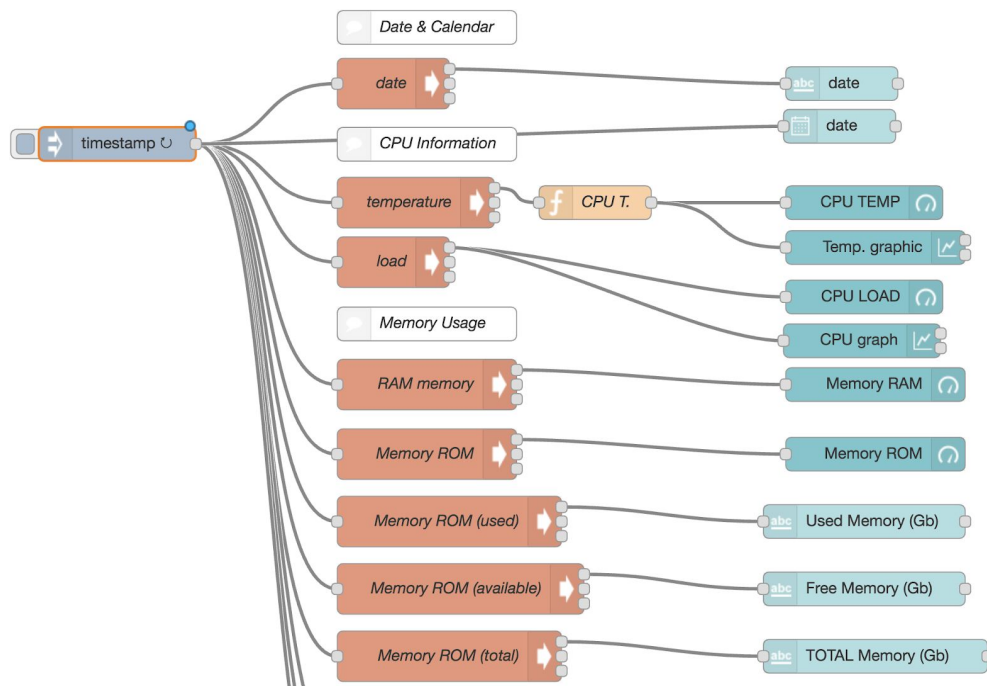 Date & Calendar
date
abc date
date
timestamp ↻
CPU Information
temperature
CPU T.
CPU TEMP
Temp. graphic
load
CPU LOAD
Memory Usage
CPU graph
RAM memory
Memory RAM
Memory ROM
Memory ROM
Memory ROM (used)
abc Used Memory (Gb)
Memory ROM (available)
abc Free Memory (Gb)
Memory ROM (total)
abc TOTAL Memory (Gb)